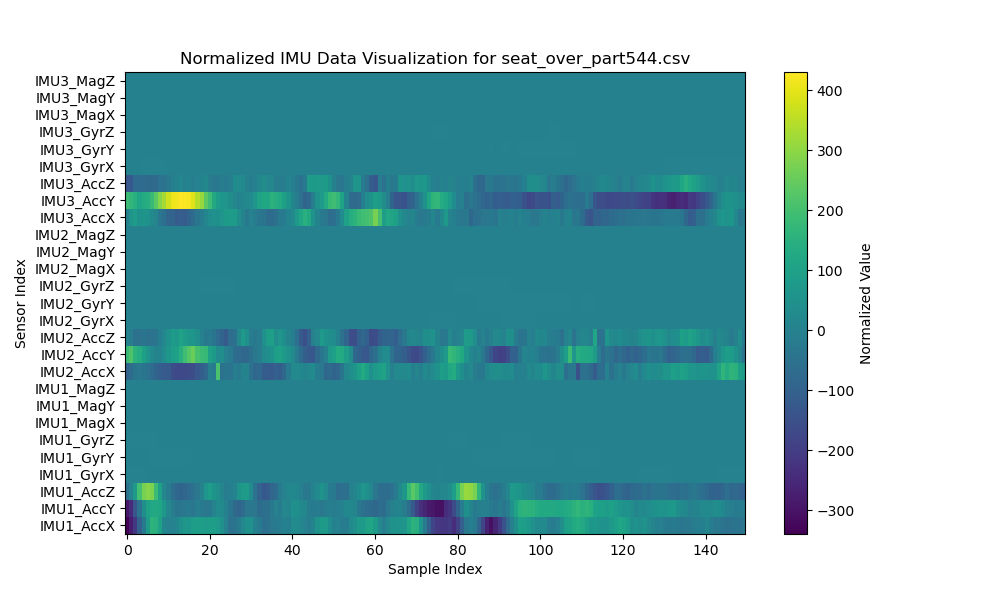 Normalized IMU Data Visualization for seat_over_part544.csv
IMU3_MagZ
IMU3_MagY
IMU3_MagX
IMU3_GyrZ
IMU3_GyrY
IMU3_GyrX
IMU3_AccZ
IMU3_AccY
IMU3_AccX
IMU2_MagZ
IMU2_MagY
IMU2_MagX
IMU2_GyrZ
IMU2_GyrY
IMU2_GyrX
IMU2_AccZ
IMU2_AccY
IMU2_AccX
IMU1_MagZ
IMU1_MagY
IMU1_MagX
IMU1_GyrZ
IMU1_GyrY
IMU1_GyrX
IMU1_AccZ
IMU1_AccY
IMU1_AccX
Sensor Index
0 20 40 60 80 100 120 140
Sample Index
400
300
200
100
0
−100
−200
−300
Normalized Value